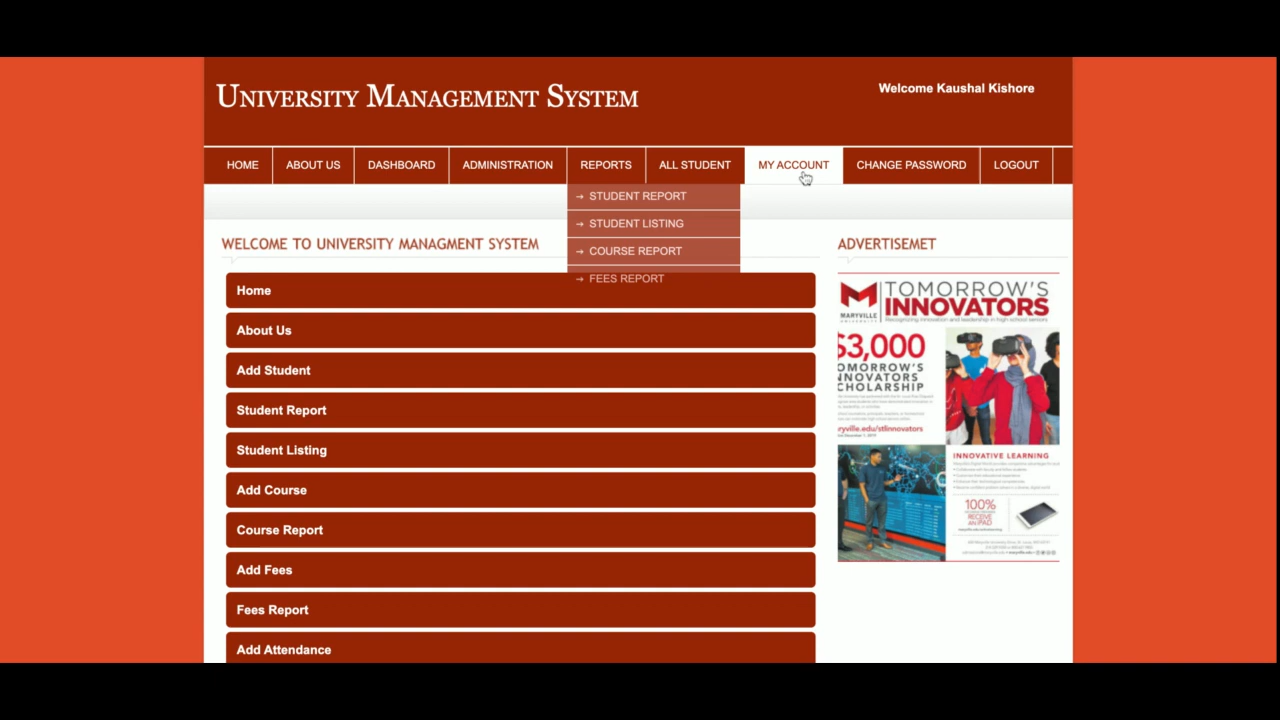 UNIVERSITY MANAGEMENT SYSTEM
Welcome Kaushal Kishore
HOME ABOUT US DASHBOARD ADMINISTRATION REPORTS ALL STUDENT MY ACCOUNT CHANGE PASSWORD LOGOUT
→ STUDENT REPORT
→ STUDENT LISTING
→ COURSE REPORT
→ FEES REPORT
WELCOME TO UNIVERSITY MANAGMENT SYSTEM
Home
About Us
Add Student
Student Report
Student Listing
Add Course
Course Report
Add Fees
Fees Report
Add Attendance
ADVERTISEMET
MARYVILLE
UNIVERSITY
TOMORROW'S
INNOVATORS
Recognizing innovation and leadership in high school seniors
$3,000
OMORROW'S
NNOVATORS
CHOLARSHIP
ryville.edu/stlinnovators
INNOVATIVE LEARNING
100%
RECEIVE
AN iPAD